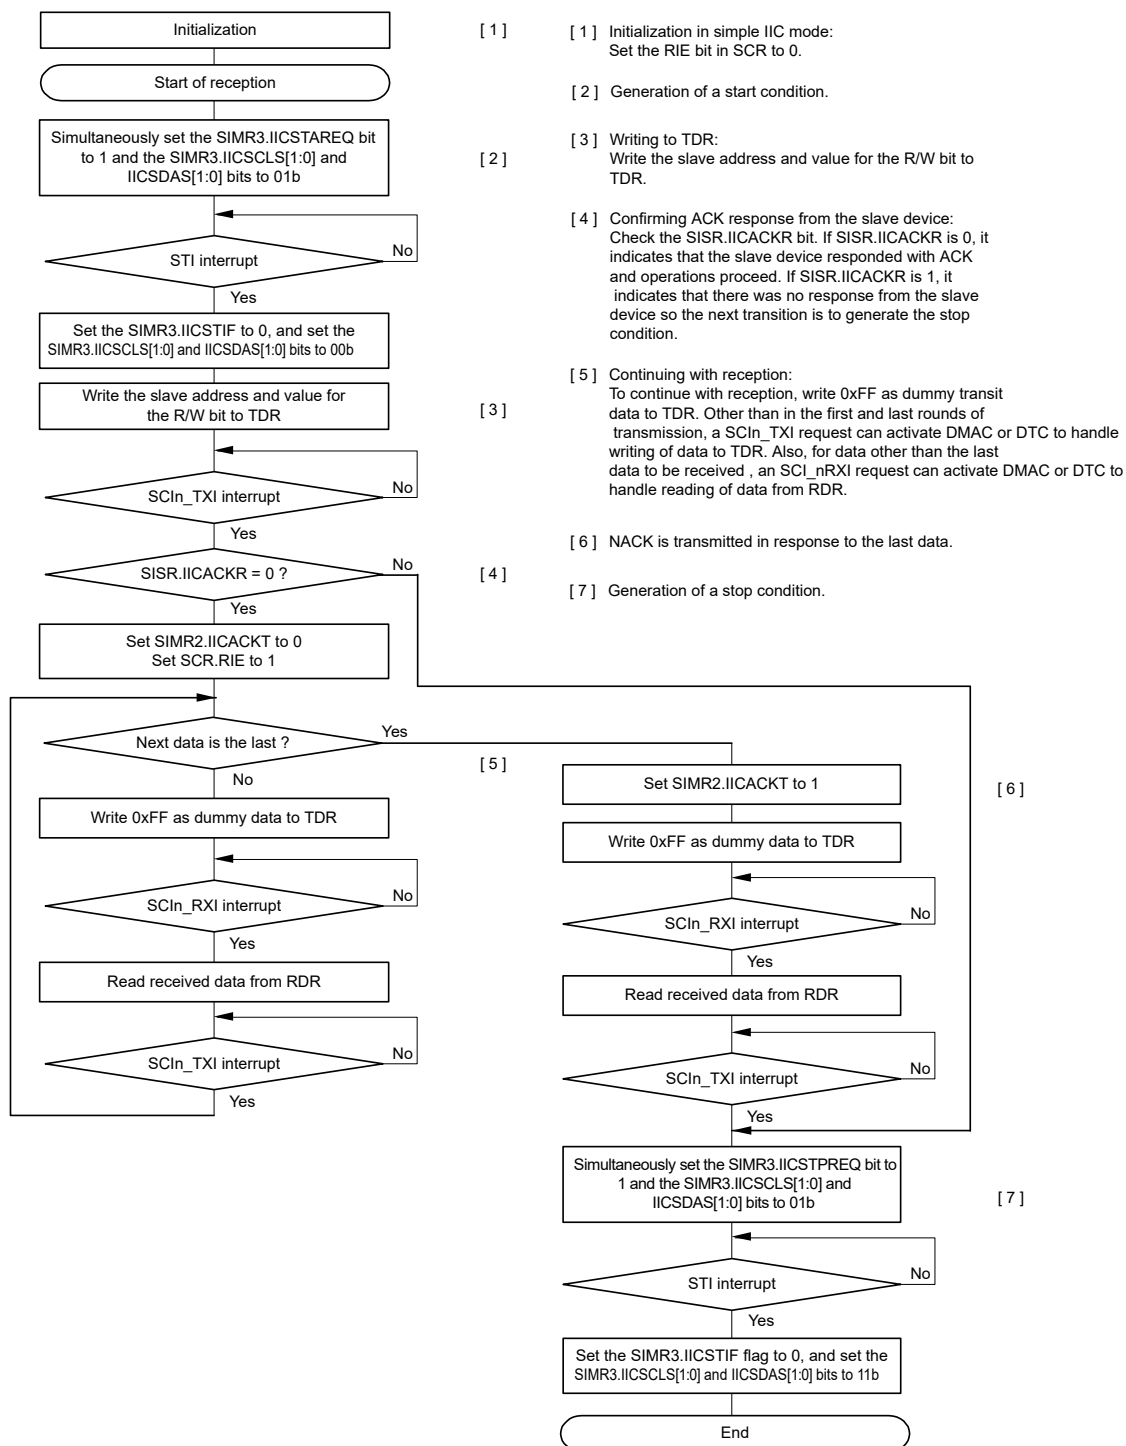 Initialization
[ 1 ]
Start of reception
Simultaneously set the SIMR3.IICSTAREQ bit
to 1 and the SIMR3.IICSCLS[1:0] and
IICSDAS[1:0] bits to 01b
[ 2 ]
STI interrupt
No
Yes
Set the SIMR3.IICSTIF to 0, and set the
SIMR3.IICSCLS[1:0] and IICSDAS[1:0] bits to 00b
Write the slave address and value for
the R/W bit to TDR
[ 3 ]
SCIn_TXI interrupt
No
Yes
SISR.IICACKR = 0 ?
No
[ 4 ]
Yes
Set SIMR2.IICACKT to 0
Set SCR.RIE to 1
Next data is the last ?
Yes
[ 5 ]
No
Write 0xFF as dummy data to TDR
SCIn_RXI interrupt
No
Yes
Read received data from RDR
SCIn_TXI interrupt
No
Yes
[ 1 ] Initialization in simple IIC mode:
Set the RIE bit in SCR to 0.
[ 2 ] Generation of a start condition.
[ 3 ] Writing to TDR:
Write the slave address and value for the R/W bit to
TDR.
[ 4 ] Confirming ACK response from the slave device:
Check the SISR.IICACKR bit. If SISR.IICACKR is 0, it
indicates that the slave device responded with ACK
and operations proceed. If SISR.IICACKR is 1, it
indicates that there was no response from the slave
device so the next transition is to generate the stop
condition.
[ 5 ] Continuing with reception:
To continue with reception, write 0xFF as dummy transit
data to TDR. Other than in the first and last rounds of
transmission, a SCIn_TXI request can activate DMAC or DTC to handle
writing of data to TDR. Also, for data other than the last
data to be received , an SCI_nRXI request can activate DMAC or DTC to
handle reading of data from RDR.
[ 6 ] NACK is transmitted in response to the last data.
[ 7 ] Generation of a stop condition.
Set SIMR2.IICACKT to 1
[ 6 ]
Write 0xFF as dummy data to TDR
SCIn_RXI interrupt
No
Yes
Read received data from RDR
SCIn_TXI interrupt
No
Yes
Simultaneously set the SIMR3.IICSTPREQ bit to
1 and the SIMR3.IICSCLS[1:0] and
IICSDAS[1:0] bits to 01b
[ 7 ]
STI interrupt
No
Yes
Set the SIMR3.IICSTIF flag to 0, and set the
SIMR3.IICSCLS[1:0] and IICSDAS[1:0] bits to 11b
End